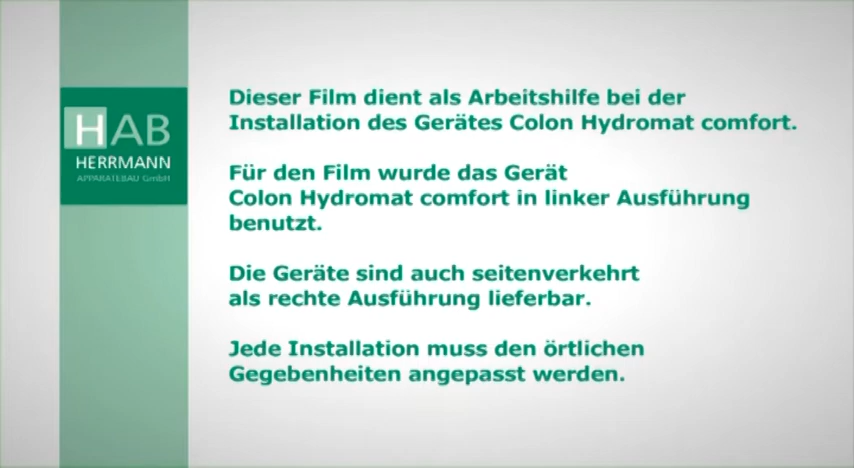 HAB
HERRMANN
APPARATEBAU GmbH
Dieser Film dient als Arbeitshilfe bei der
Installation des Gerätes Colon Hydromat comfort.
Für den Film wurde das Gerät
Colon Hydromat comfort in linker Ausführung
benutzt.
Die Geräte sind auch seitenverkehrt
als rechte Ausführung lieferbar.
Jede Installation muss den örtlichen
Gegebenheiten angepasst werden.